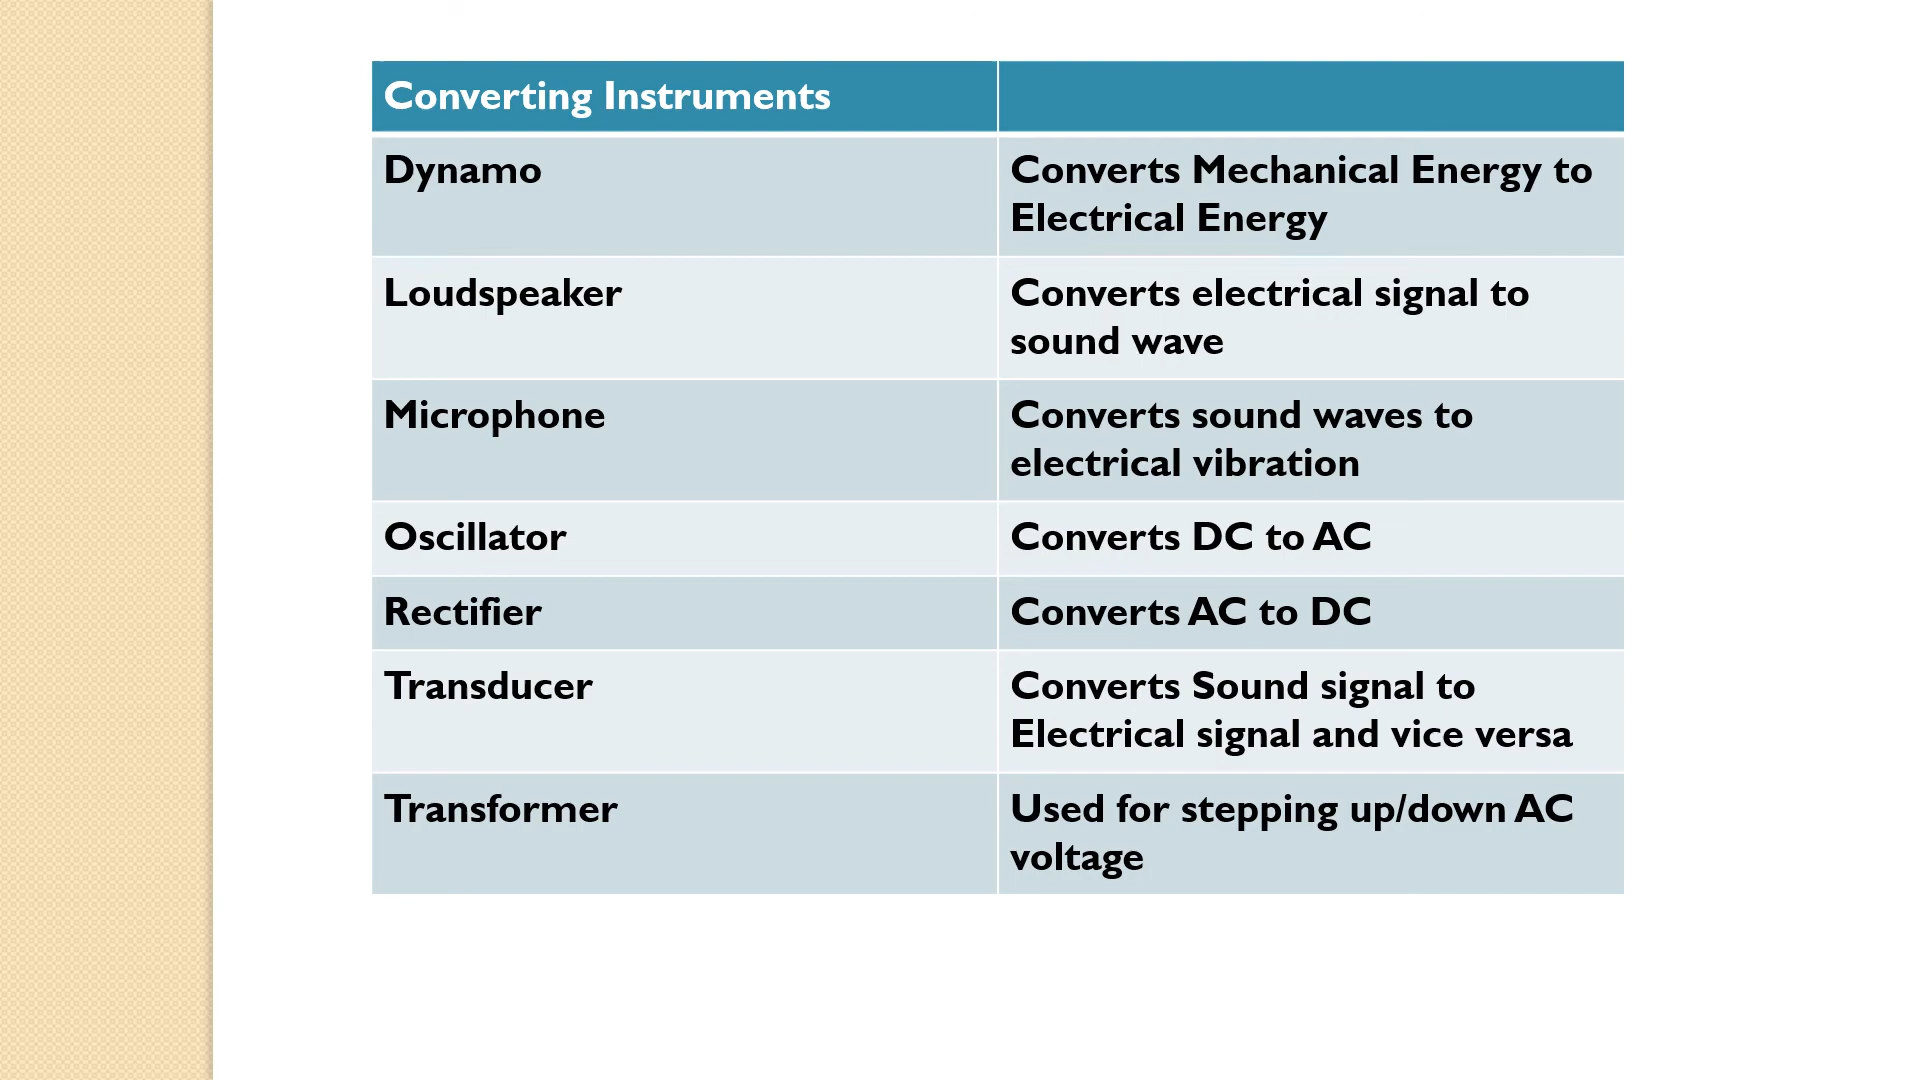 Converting Instruments
Dynamo
Converts Mechanical Energy to
Electrical Energy
Loudspeaker
Converts electrical signal to
sound wave
Microphone
Converts sound waves to
electrical vibration
Oscillator
Converts DC to AC
Rectifier
Converts AC to DC
Transducer
Converts Sound signal to
Electrical signal and vice versa
Transformer
Used for stepping up/down AC
voltage